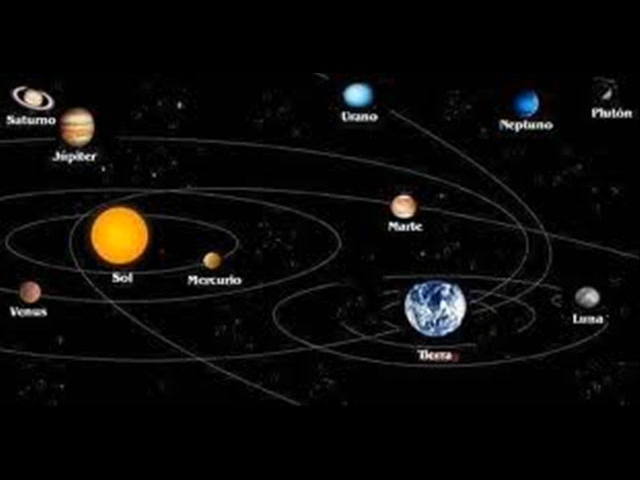 Saturno
Júpiter
Urano
Neptuno
Plutón
Marte
Sol
Mercurio
Venus
Luna
Tierra